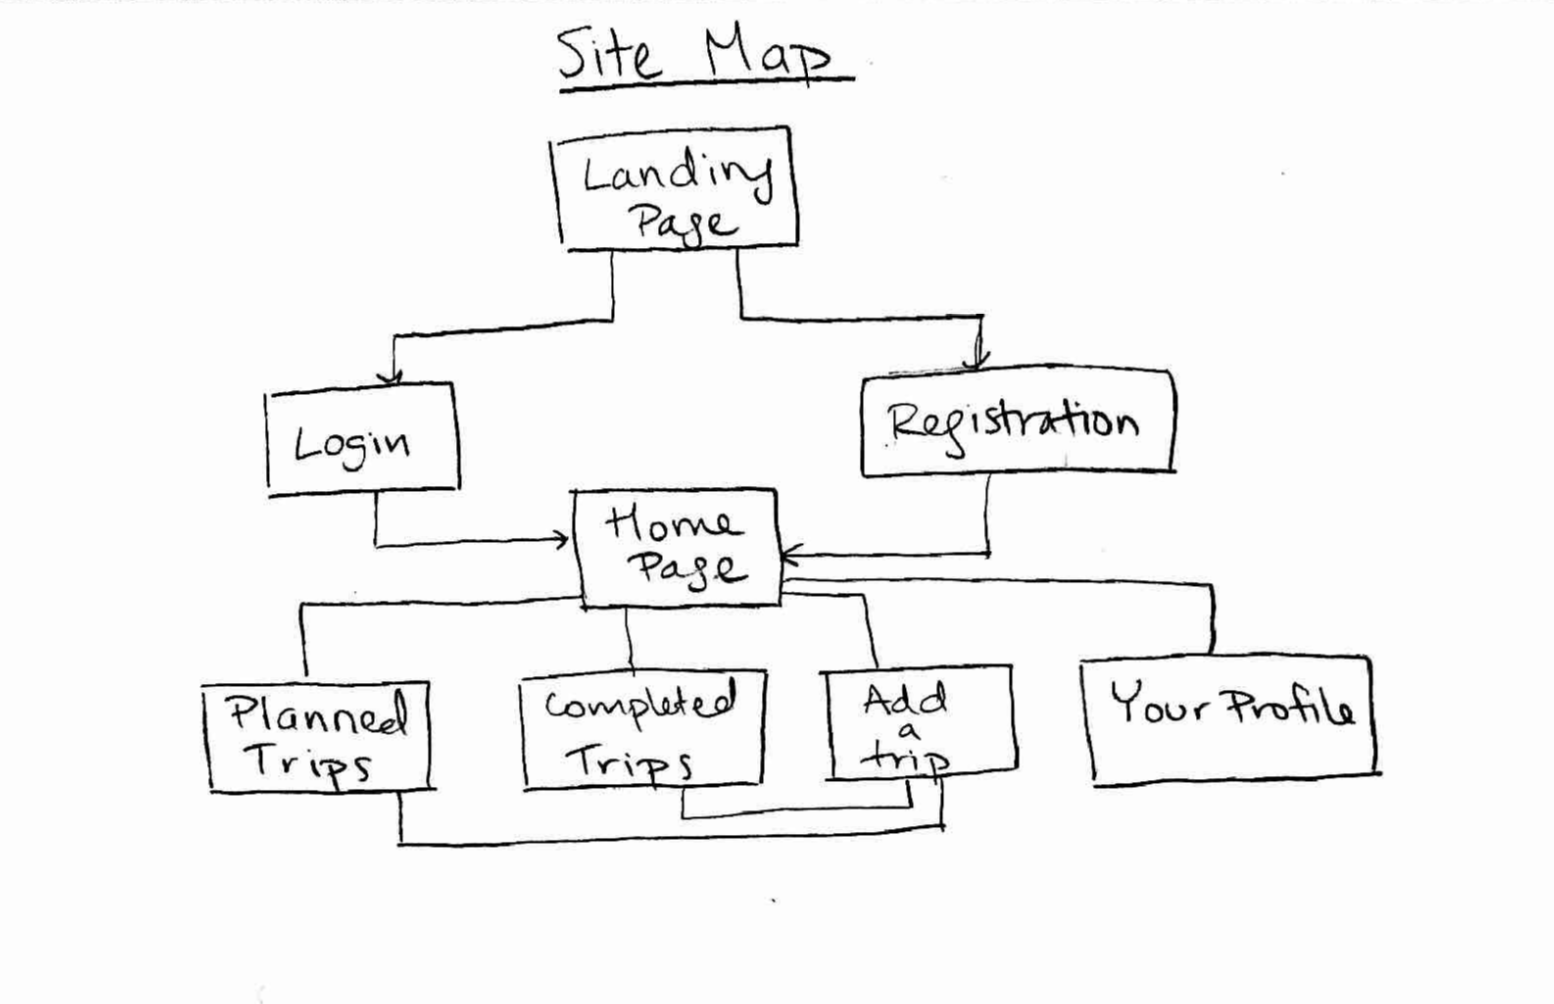 Site Map
Landing
Page
Login
Registration
Home
Page
Planned
Trips
Completed
Trips
Add
a
trip
Your Profile